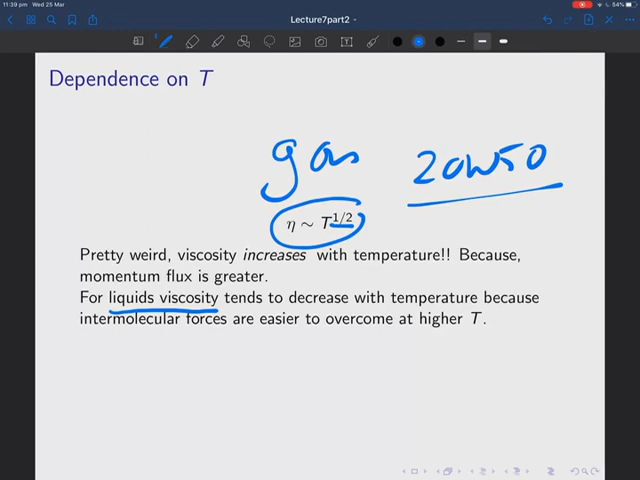 11:39 pm Wed 25 Mar
54%
Lecture7part2
Dependence on T
gas 20W50
η ~ T^1/2
Pretty weird, viscosity increases with temperature!! Because,
momentum flux is greater.
For liquids viscosity tends to decrease with temperature because
intermolecular forces are easier to overcome at higher T.